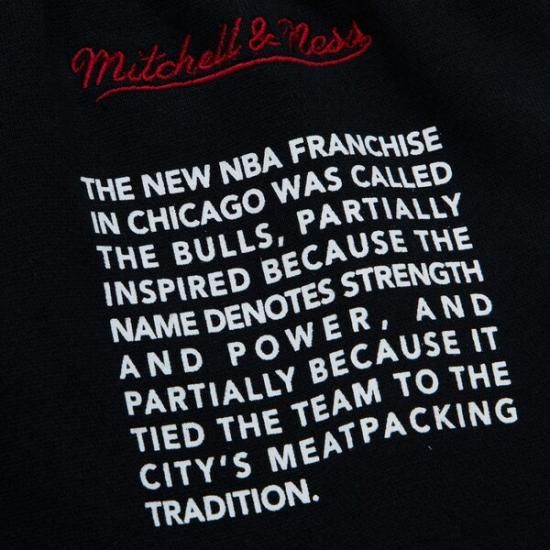 Mitchell & Ness
THE NEW NBA FRANCHISE
IN CHICAGO WAS CALLED
THE BULLS, PARTIALLY
INSPIRED BECAUSE THE
NAME DENOTES STRENGTH
AND POWER, AND
PARTIALLY BECAUSE IT
TIED THE TEAM TO THE
CITY'S MEATPACKING
TRADITION.